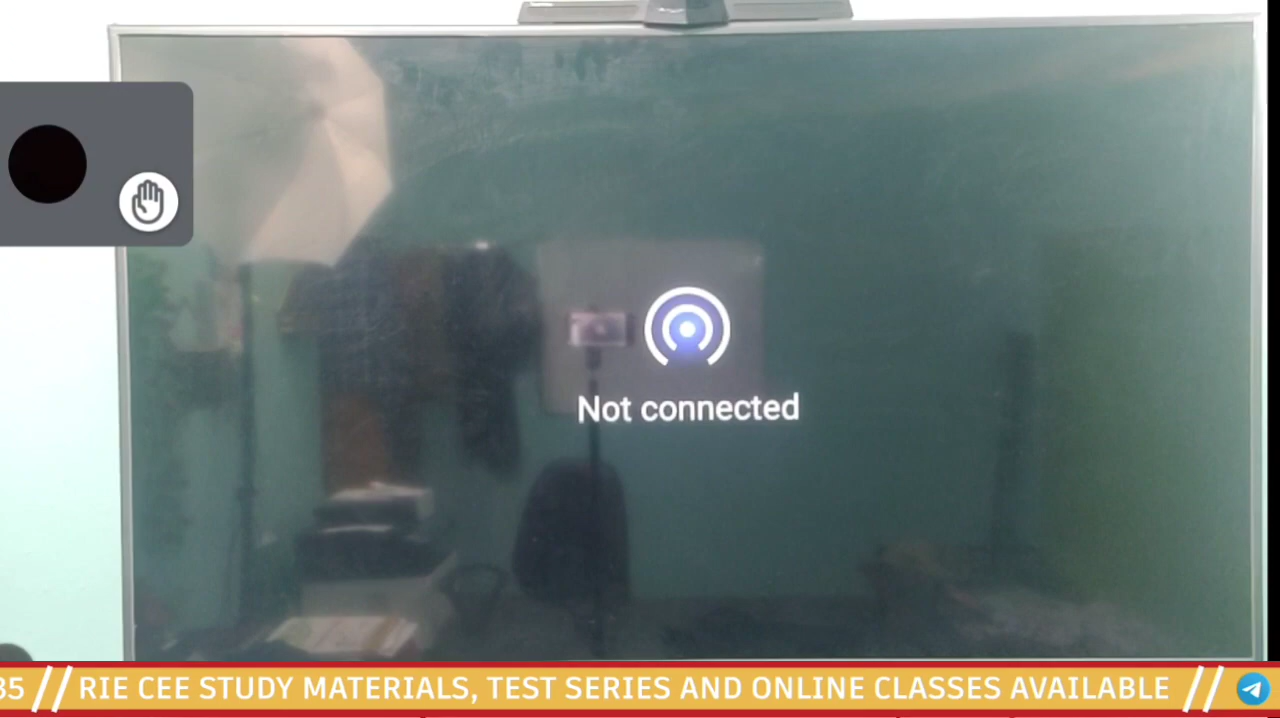 Not connected
35 // RIE CEE STUDY MATERIALS, TEST SERIES AND ONLINE CLASSES AVAILABLE //